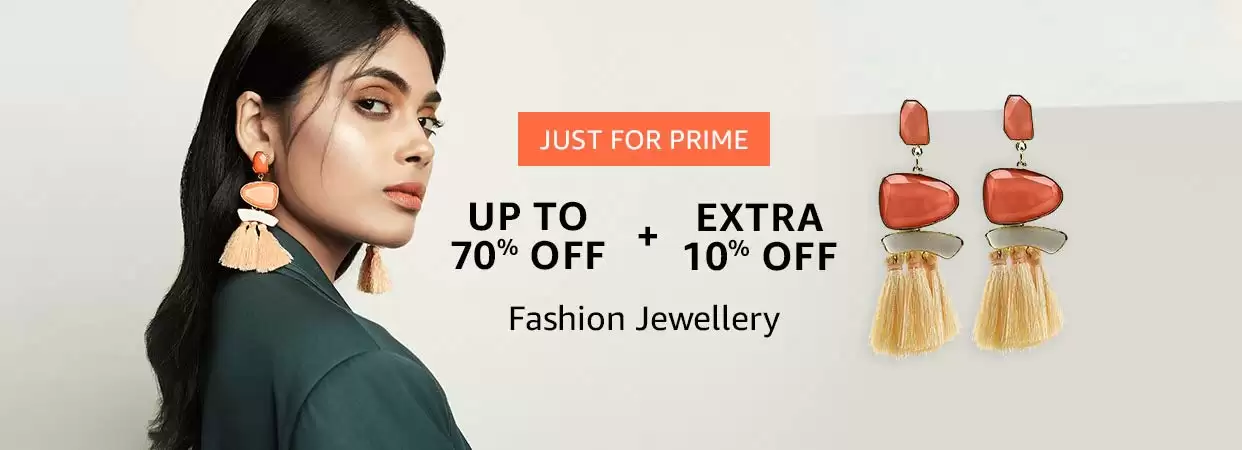 JUST FOR PRIME
UP TO
70% OFF
+
EXTRA
10% OFF
Fashion Jewellery